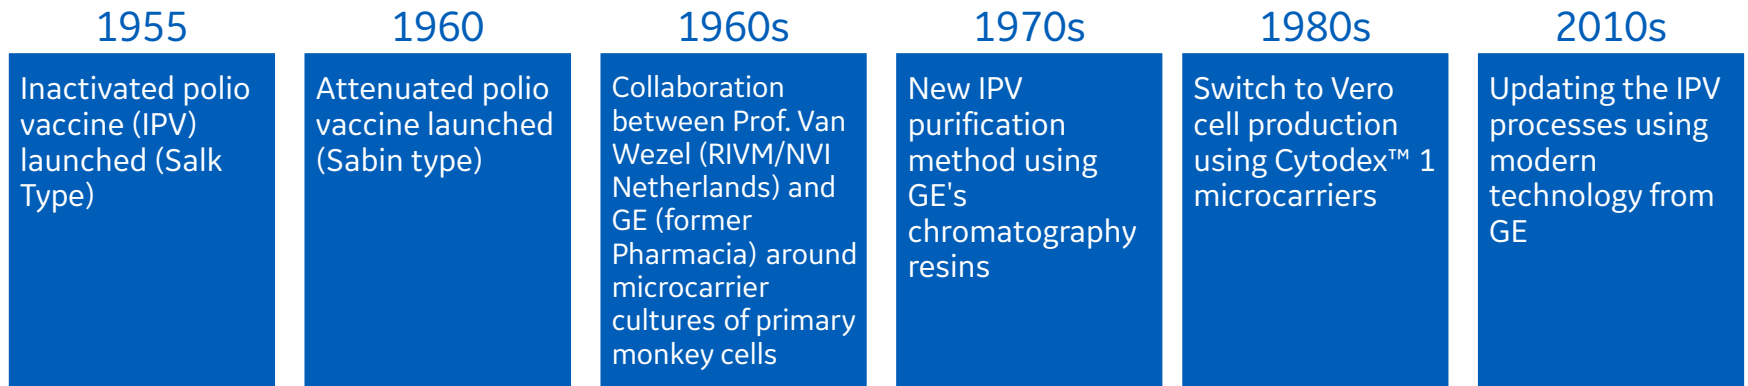 1955
Inactivated polio
vaccine (IPV)
launched (Salk
Type)
1960
Attenuated polio
vaccine launched
(Sabin type)
1960s
Collaboration
between Prof. Van
Wezel (RIVM/NVI
Netherlands) and
GE (former
Pharmacia) around
microcarrier
cultures of primary
monkey cells
1970s
New IPV
purification
method using
GE's
chromatography
resins
1980s
Switch to Vero
cell production
using Cytodex™ 1
microcarriers
2010s
Updating the IPV
processes using
modern
technology from
GE